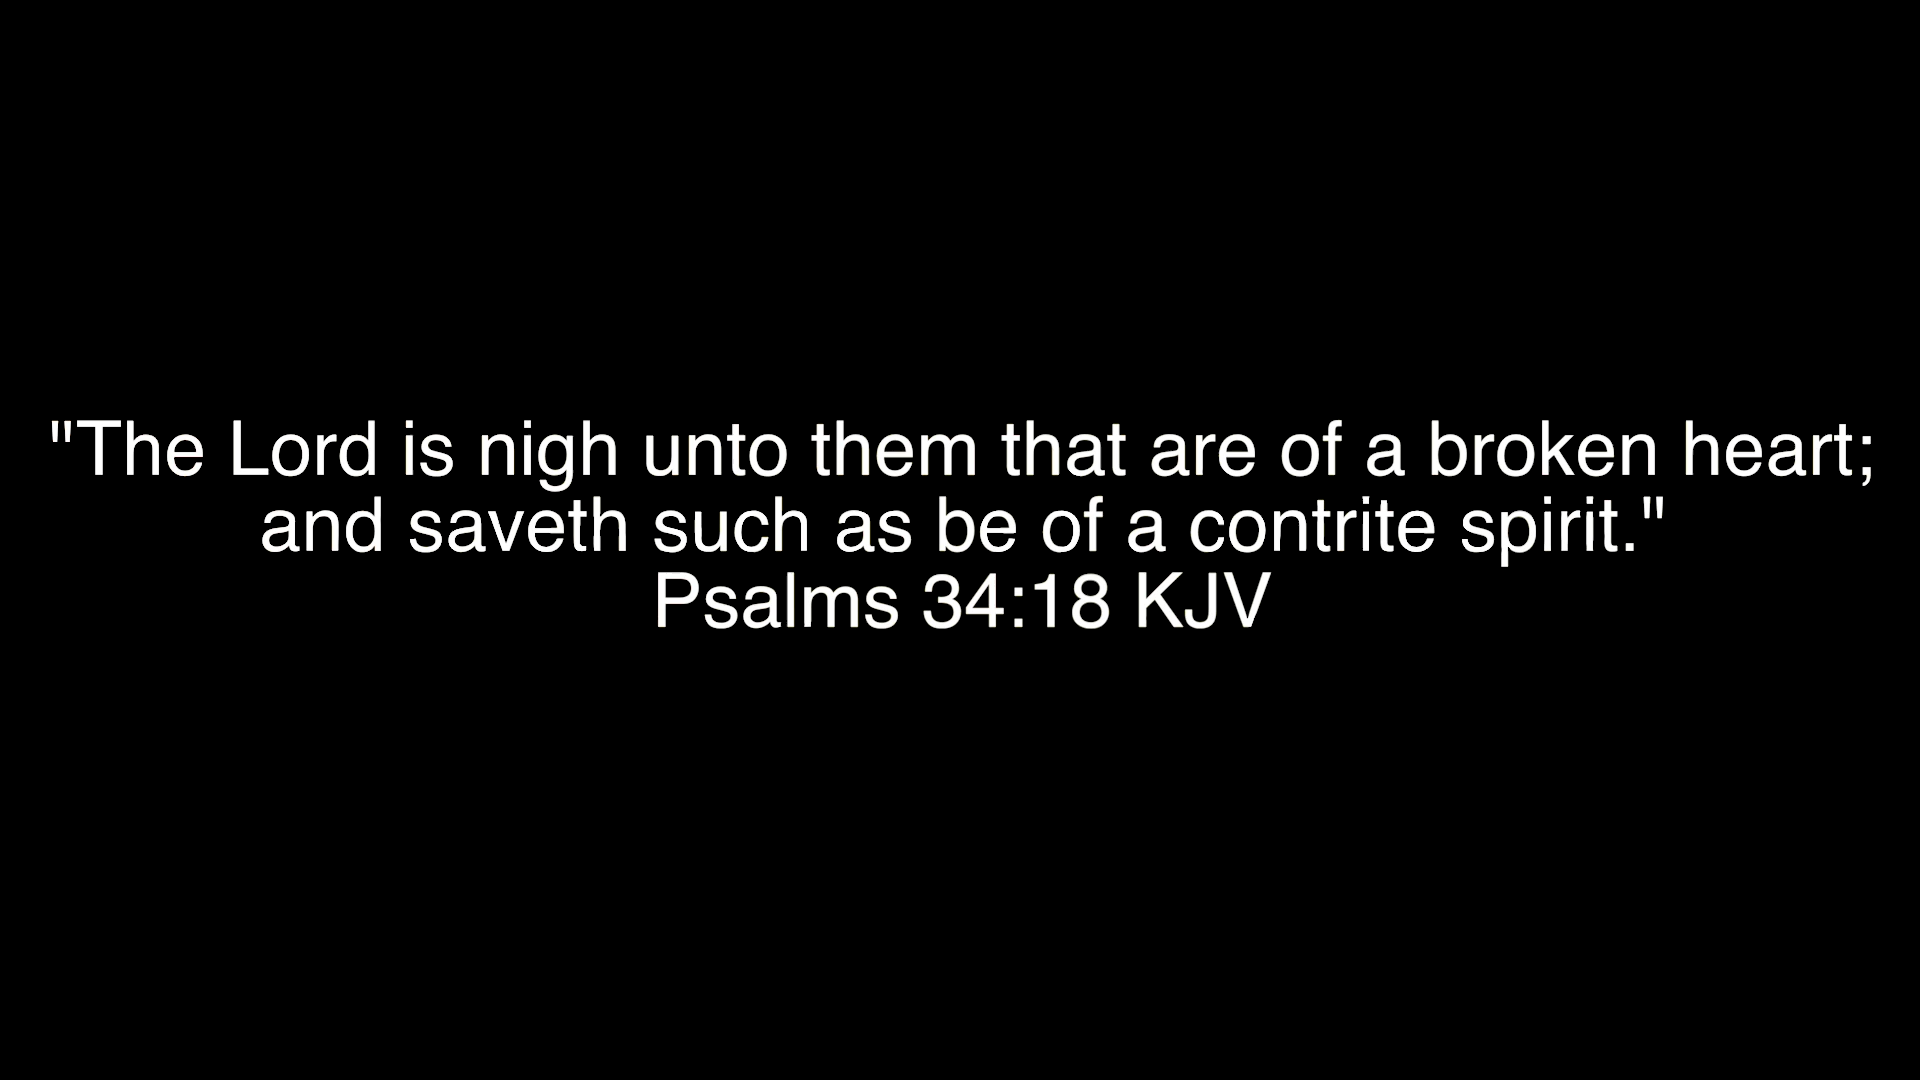 "The Lord is nigh unto them that are of a broken heart;
and saveth such as be of a contrite spirit."
Psalms 34:18 KJV